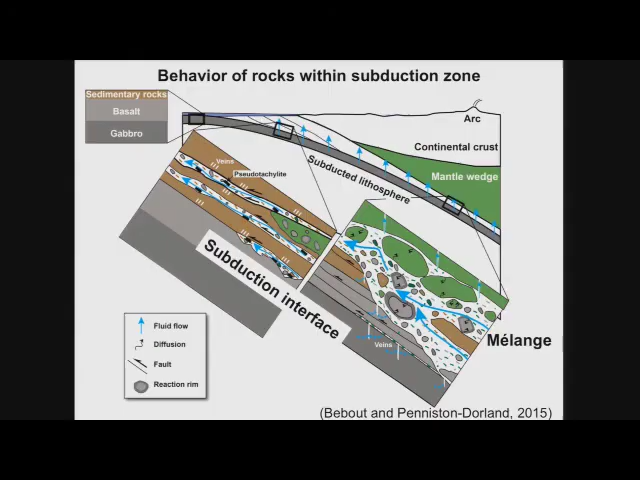 Behavior of rocks within subduction zone
Sedimentary rocks
Basalt
Gabbro
Arc
Continental crust
Mantle wedge
Subducted lithosphere
Veins
Pseudotachylite
Subduction interface
Mélange
Veins
Fluid flow
Diffusion
Fault
Reaction rim
(Bebout and Penniston-Dorland, 2015)